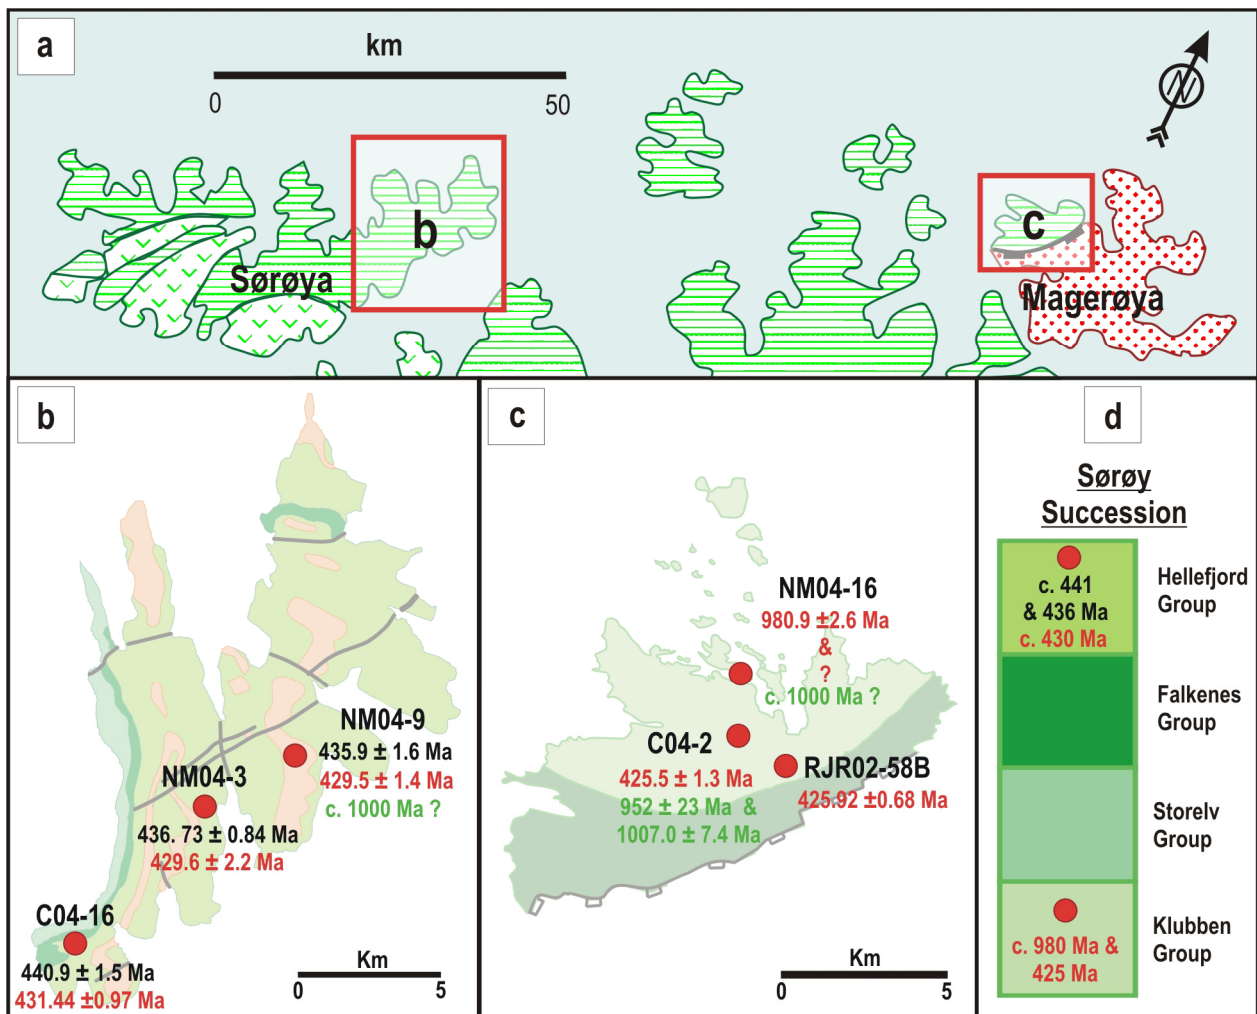 a
km
0
50
N
b
c
Sørøya
Magerøya
b
NM04-9
435.9 ± 1.6 Ma
429.5 ± 1.4 Ma
c. 1000 Ma ?
NM04-3
436. 73 ± 0.84 Ma
429.6 ± 2.2 Ma
C04-16
440.9 ± 1.5 Ma
431.44 ±0.97 Ma
Km
0
5
c
NM04-16
980.9 ±2.6 Ma
&
?
c. 1000 Ma ?
C04-2
425.5 ± 1.3 Ma
952 ± 23 Ma &
1007.0 ± 7.4 Ma
RJR02-58B
425.92 ±0.68 Ma
Km
0
5
d
Sørøy
Succession
c. 441
& 436 Ma
c. 430 Ma
Hellefjord
Group
Falkenes
Group
Storelv
Group
c. 980 Ma &
425 Ma
Klubben
Group